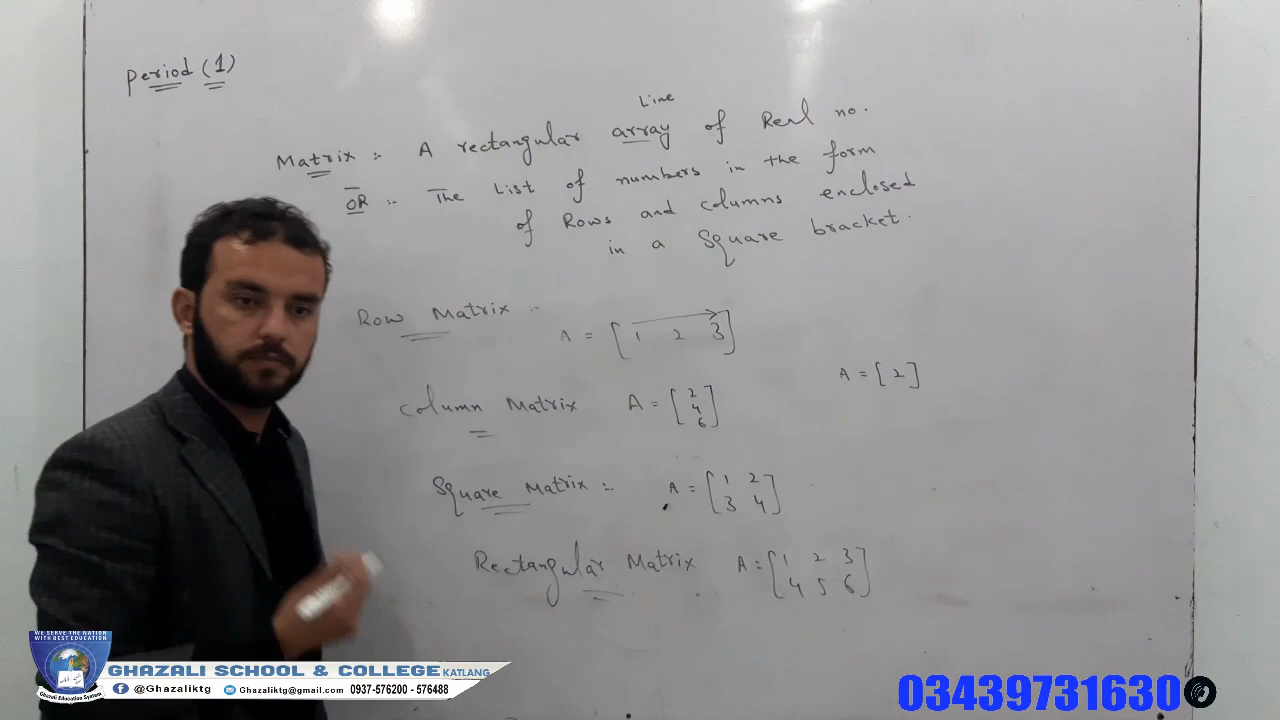 Period (1)
Line
Matrix :- A rectangular array of Real no.
OR :- The List of numbers in the form
of Rows and columns enclosed
in a Square bracket.
Row Matrix :-
A = [1 2 3]
A = [2]
Column Matrix A = [2
4
6]
Square Matrix :- A = [1 2
3 4]
Rectangular Matrix A = [1 2 3
4 5 6]
WE SERVE THE NATION
WITH BEST EDUCATION
Ghazali Education System
GHAZALI SCHOOL & COLLEGE KATLANG
@Ghazaliktg Ghazaliktg@gmail.com 0937-576200 - 576488
03439731630